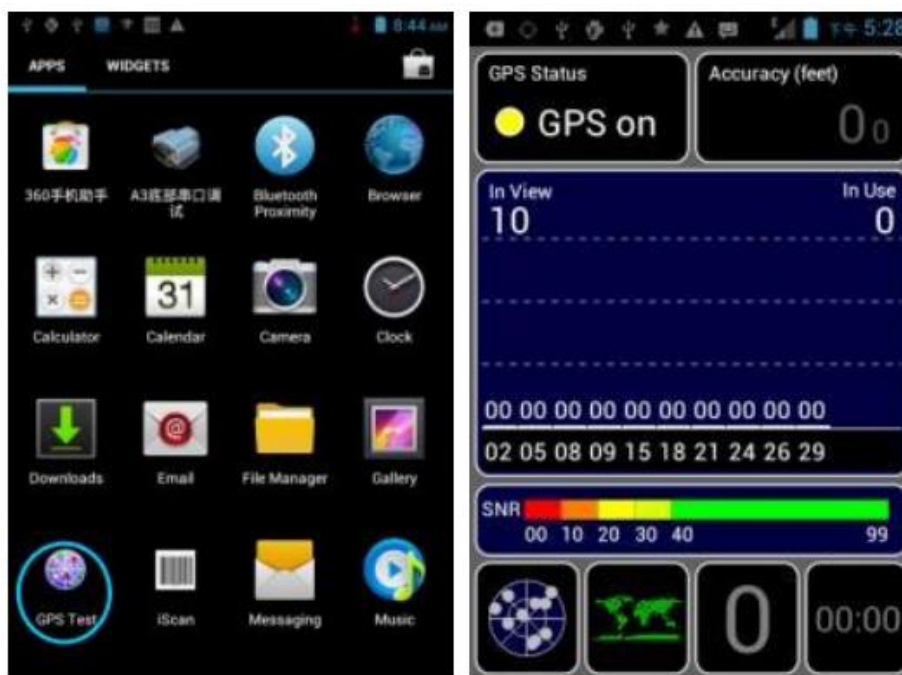 8:44 AM
APPS WIDGETS
360手机助手 A3底部串口调试 Bluetooth Proximity Browser
31
Calculator Calendar Camera Clock
Downloads Email File Manager Gallery
GPS Test iScan Messaging Music
下午 5:28
GPS Status Accuracy (feet)
GPS on 0 0
In View In Use
10 0
00 00 00 00 00 00 00 00 00 00
02 05 08 09 15 18 21 24 26 29
SNR
00 10 20 30 40 99
0 00:00